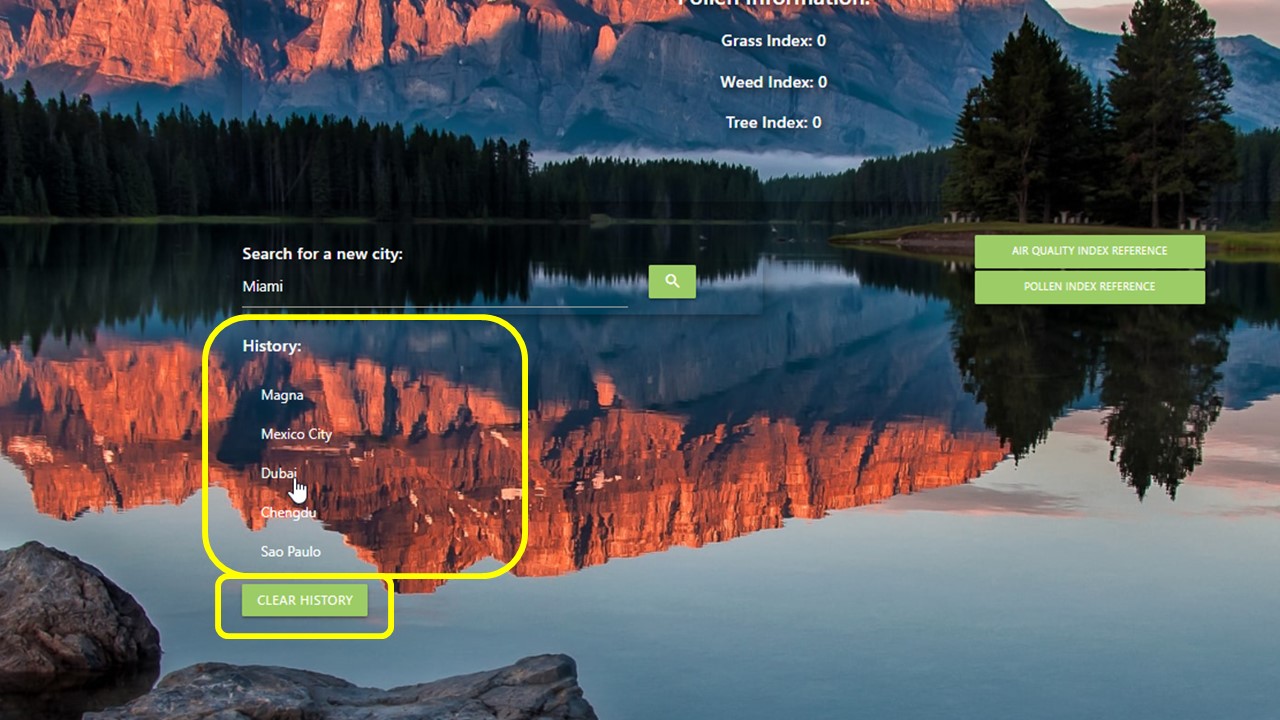 Pollen Information:
Grass Index: 0
Weed Index: 0
Tree Index: 0
Search for a new city:
Miami
AIR QUALITY INDEX REFERENCE
POLLEN INDEX REFERENCE
History:
Magna
Mexico City
Dubai
Chengdu
Sao Paulo
CLEAR HISTORY